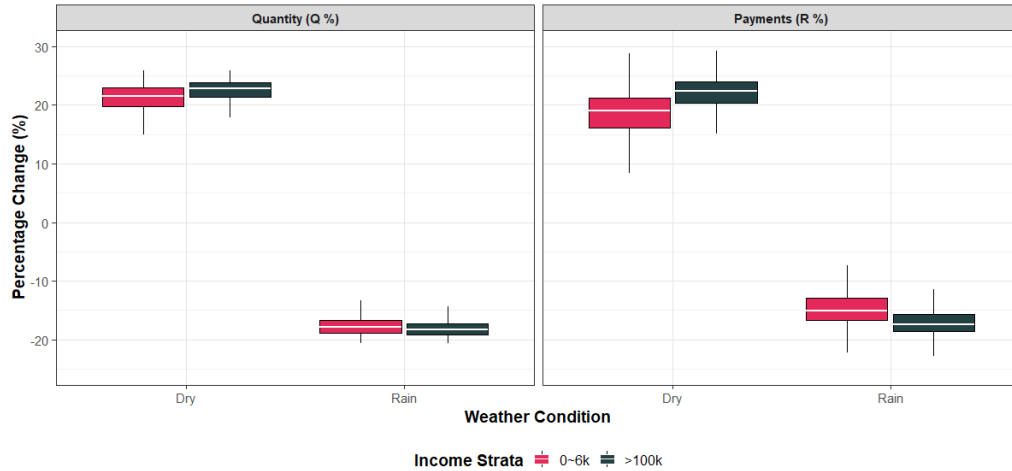 Quantity (Q %)
Payments (R %)
Percentage Change (%)
30
20
10
0
-10
-20
Dry
Rain
Dry
Rain
Weather Condition
Income Strata 0~6k >100k